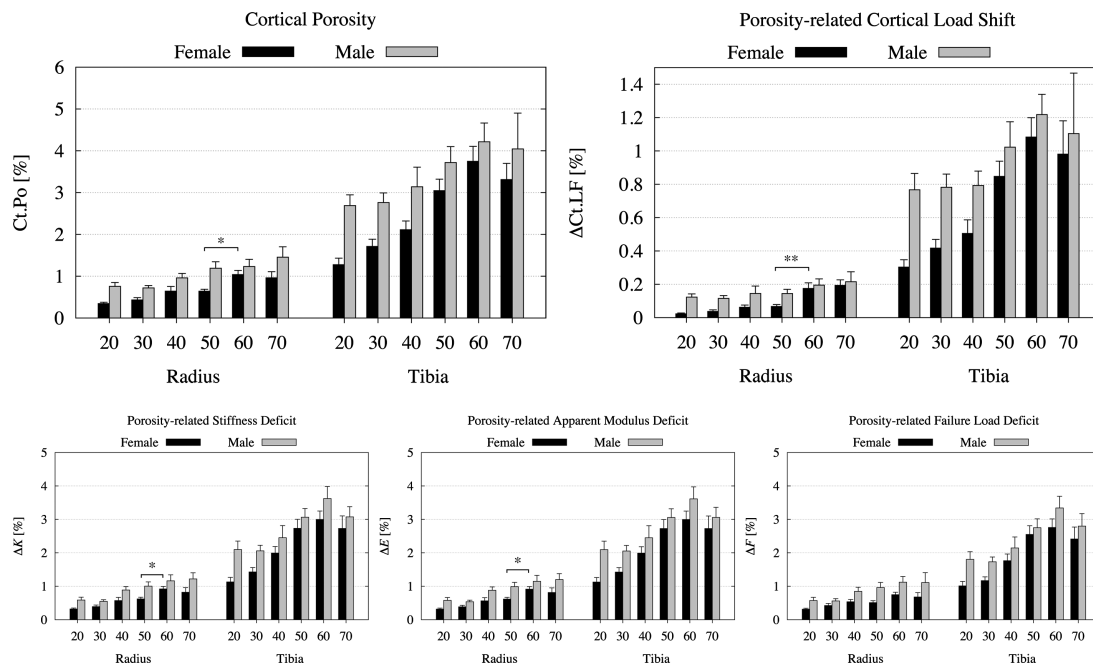 Cortical Porosity
Female Male
6
5
4
3
2
1
0
Ct.Po [%]
*
20 30 40 50 60 70 20 30 40 50 60 70
Radius Tibia
Porosity-related Cortical Load Shift
Female Male
1.4
1.2
1
0.8
0.6
0.4
0.2
0
ΔCt.LF [%]
**
20 30 40 50 60 70 20 30 40 50 60 70
Radius Tibia
Porosity-related Stiffness Deficit
Female Male
5
4
3
2
1
0
ΔK [%]
*
20 30 40 50 60 70 20 30 40 50 60 70
Radius Tibia
Porosity-related Apparent Modulus Deficit
Female Male
5
4
3
2
1
0
ΔE [%]
*
20 30 40 50 60 70 20 30 40 50 60 70
Radius Tibia
Porosity-related Failure Load Deficit
Female Male
5
4
3
2
1
0
ΔF [%]
20 30 40 50 60 70 20 30 40 50 60 70
Radius Tibia